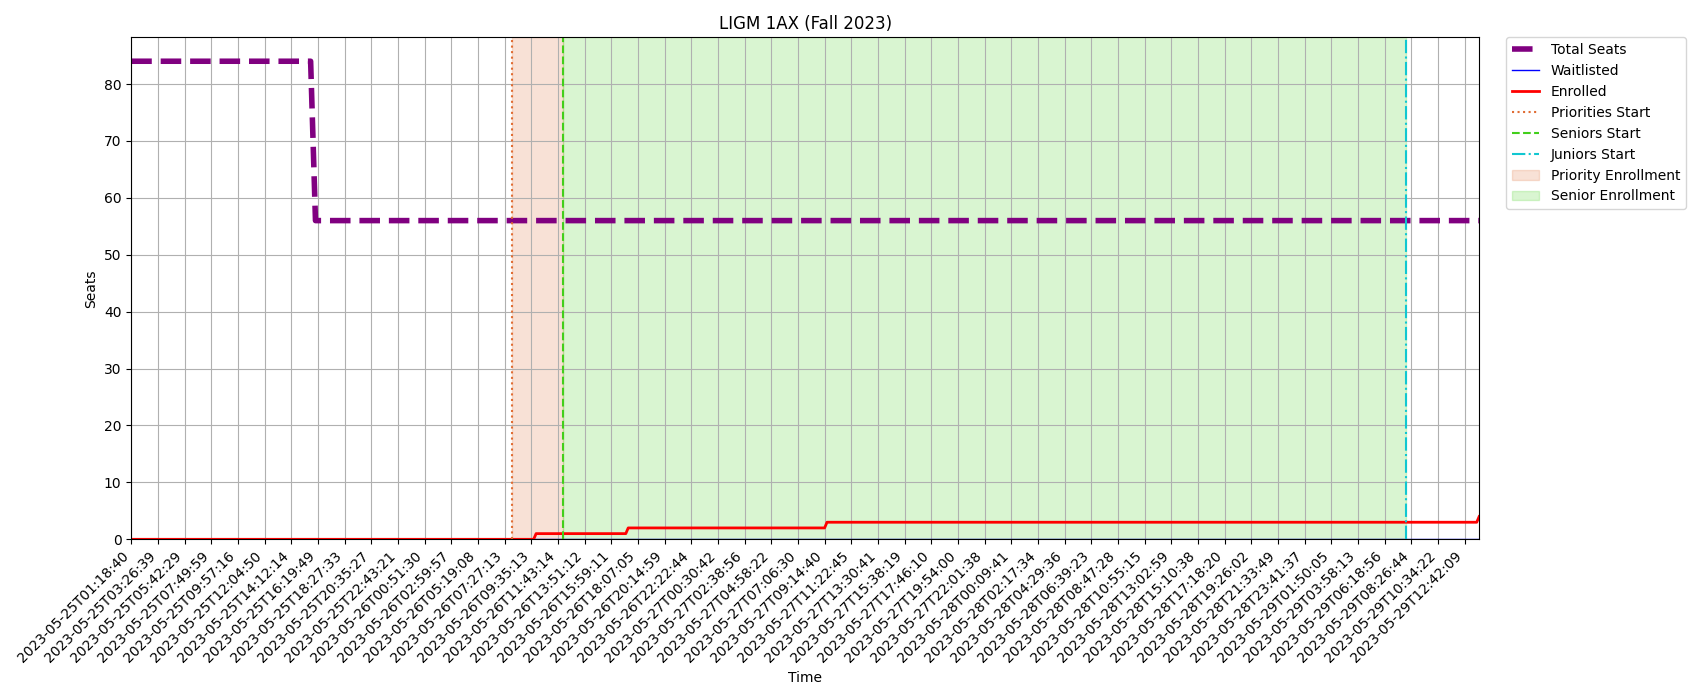 LIGM 1AX (Fall 2023)
Total Seats
Waitlisted
Enrolled
Priorities Start
Seniors Start
Juniors Start
Priority Enrollment
Senior Enrollment
Seats
80
70
60
50
40
30
20
10
0
2023-05-25T01:18:40
2023-05-25T03:26:39
2023-05-25T05:42:29
2023-05-25T07:49:59
2023-05-25T09:57:16
2023-05-25T12:04:50
2023-05-25T14:12:14
2023-05-25T16:19:49
2023-05-25T18:27:33
2023-05-25T20:35:27
2023-05-25T22:43:21
2023-05-26T00:51:30
2023-05-26T02:59:57
2023-05-26T05:19:08
2023-05-26T07:27:13
2023-05-26T09:35:13
2023-05-26T11:43:14
2023-05-26T13:51:12
2023-05-26T15:59:11
2023-05-26T18:07:05
2023-05-26T20:14:59
2023-05-26T22:22:44
2023-05-27T00:30:42
2023-05-27T02:38:56
2023-05-27T04:58:22
2023-05-27T07:06:30
2023-05-27T09:14:40
2023-05-27T11:22:45
2023-05-27T13:30:41
2023-05-27T15:38:19
2023-05-27T17:46:10
2023-05-27T19:54:00
2023-05-27T22:01:38
2023-05-28T00:09:41
2023-05-28T02:17:34
2023-05-28T04:29:36
2023-05-28T06:39:23
2023-05-28T08:47:28
2023-05-28T10:55:15
2023-05-28T13:02:59
2023-05-28T15:10:38
2023-05-28T17:18:20
2023-05-28T19:26:02
2023-05-28T21:33:49
2023-05-28T23:41:37
2023-05-29T01:50:05
2023-05-29T03:58:13
2023-05-29T06:18:56
2023-05-29T08:26:44
2023-05-29T10:34:22
2023-05-29T12:42:09
Time